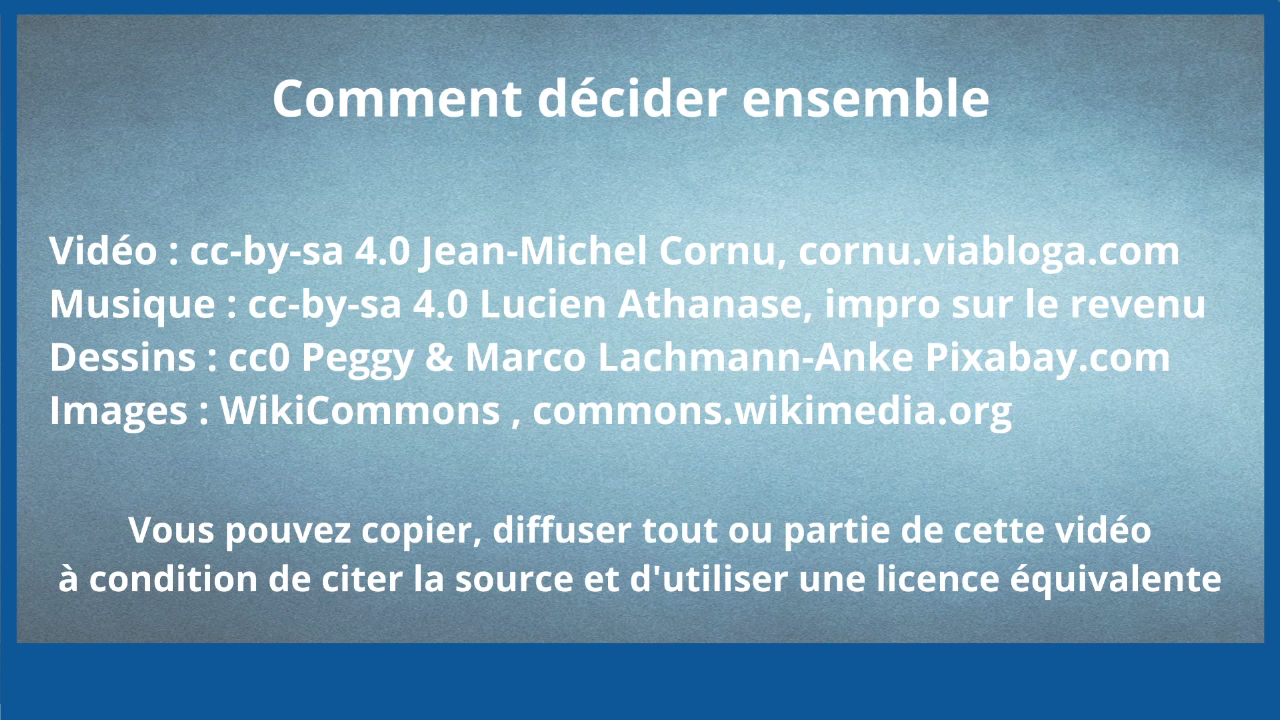 Comment décider ensemble
Vidéo : cc-by-sa 4.0 Jean-Michel Cornu, cornu.viabloga.com
Musique : cc-by-sa 4.0 Lucien Athanase, impro sur le revenu
Dessins : cc0 Peggy & Marco Lachmann-Anke Pixabay.com
Images : WikiCommons , commons.wikimedia.org
Vous pouvez copier, diffuser tout ou partie de cette vidéo
à condition de citer la source et d'utiliser une licence équivalente